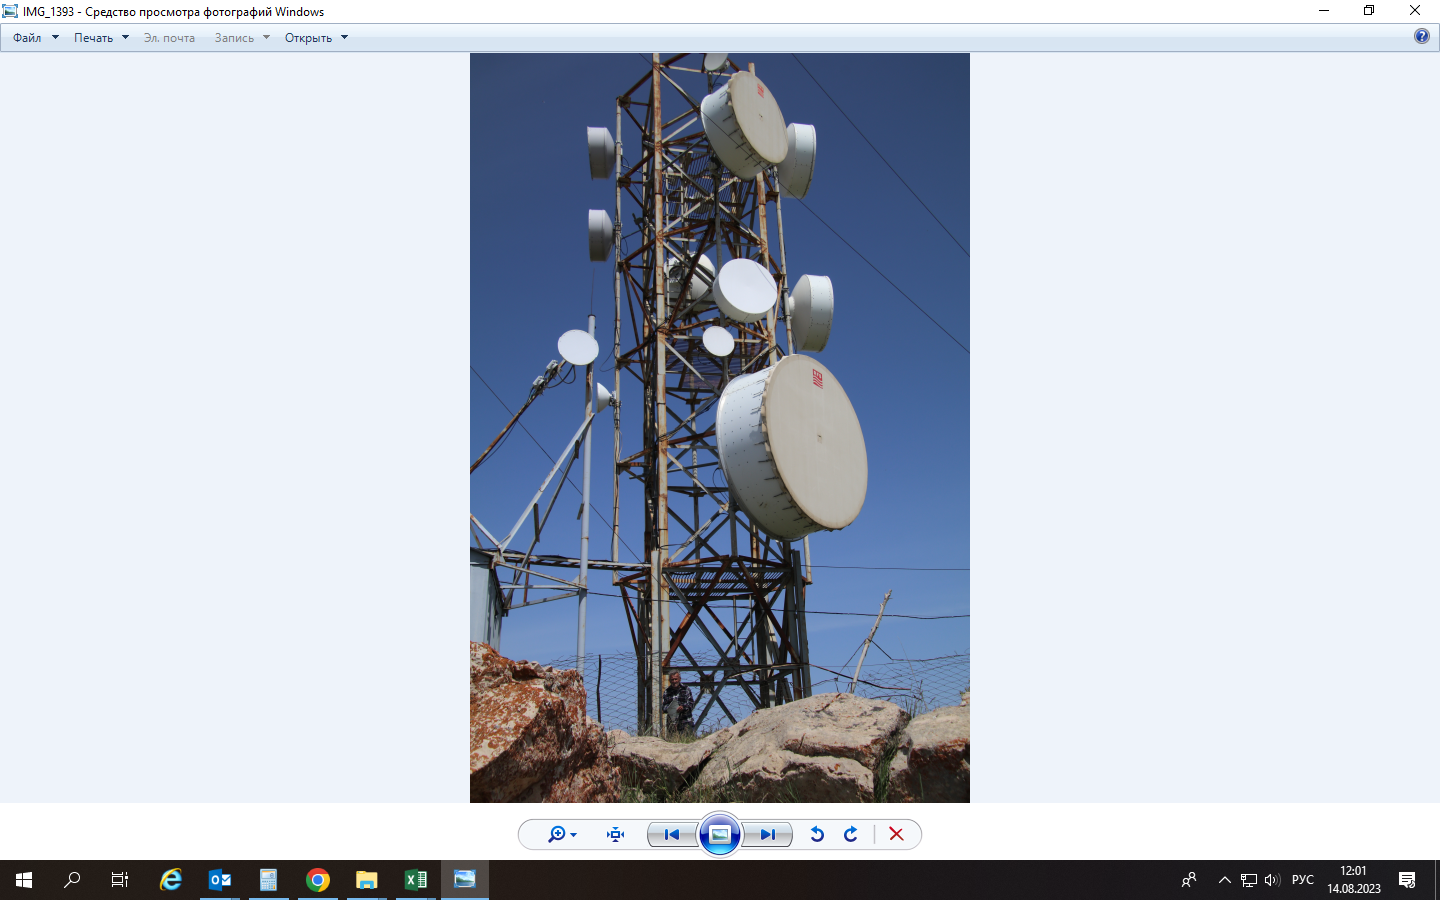 IMG_1393 - Средство просмотра фотографий Windows
Файл Печать Эл. почта Запись Открыть
РУС
12:01
14.08.2023